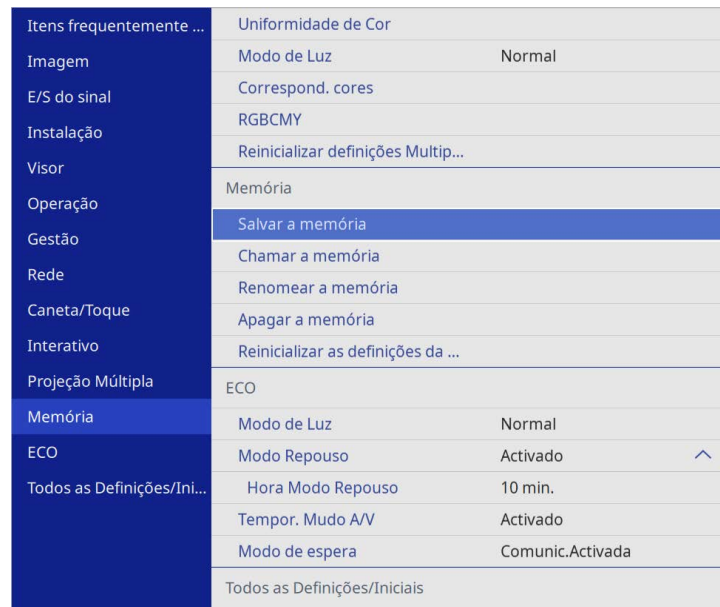 Itens frequentemente ...
Imagem
E/S do sinal
Instalação
Visor
Operação
Gestão
Rede
Caneta/Toque
Interativo
Projeção Múltipla
Memória
ECO
Todos as Definições/Ini...
Uniformidade de Cor
Modo de Luz Normal
Correspond. cores
RGBCMY
Reinicializar definições Multip...
Memória
Salvar a memória
Chamar a memória
Renomear a memória
Apagar a memória
Reinicializar as definições da ...
ECO
Modo de Luz Normal
Modo Repouso Activado
Hora Modo Repouso 10 min.
Tempor. Mudo A/V Activado
Modo de espera Comunic.Activada
Todos as Definições/Iniciais